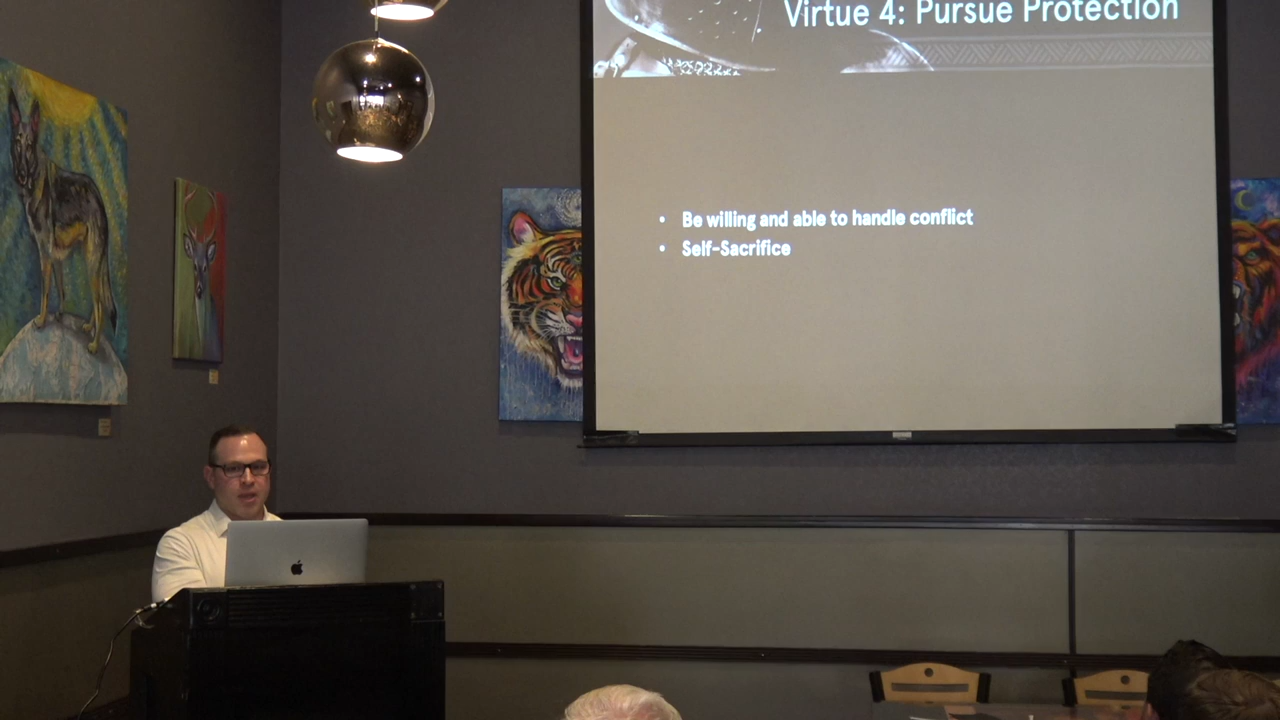 Virtue 4: Pursue Protection
• Be willing and able to handle conflict
• Self-Sacrifice